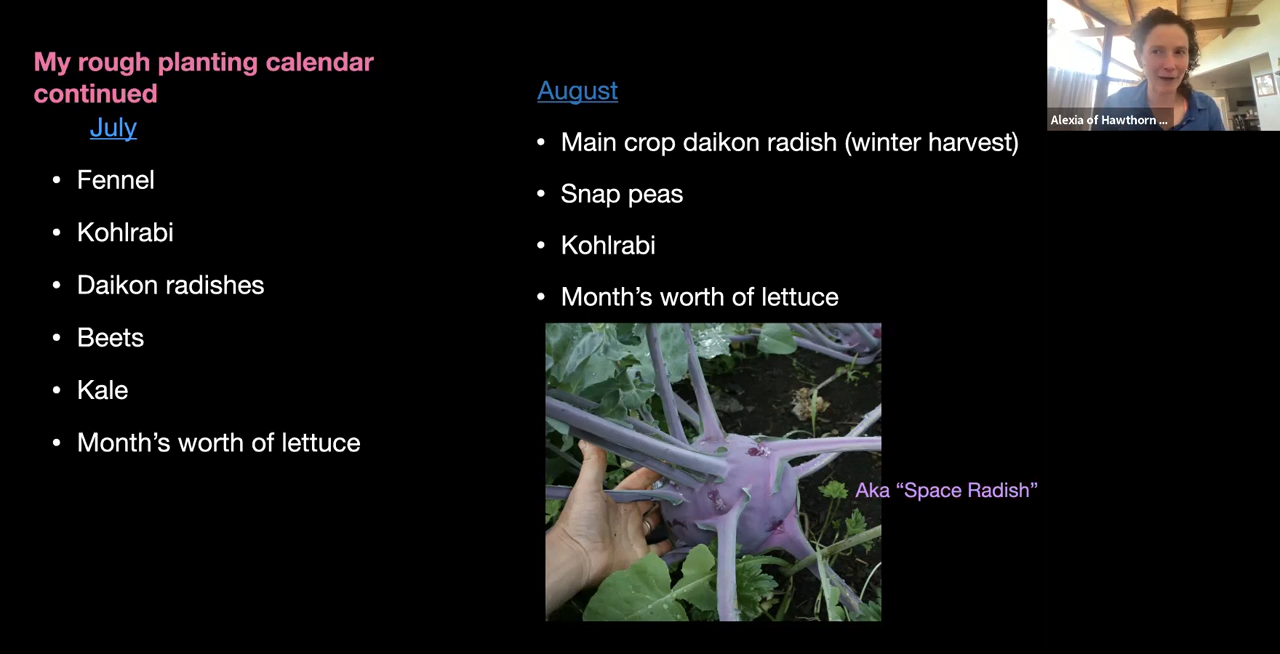 My rough planting calendar
continued
July
• Fennel
• Kohlrabi
• Daikon radishes
• Beets
• Kale
• Month’s worth of lettuce
August
• Main crop daikon radish (winter harvest)
• Snap peas
• Kohlrabi
• Month’s worth of lettuce
Aka “Space Radish”
Alexia of Hawthorn ...